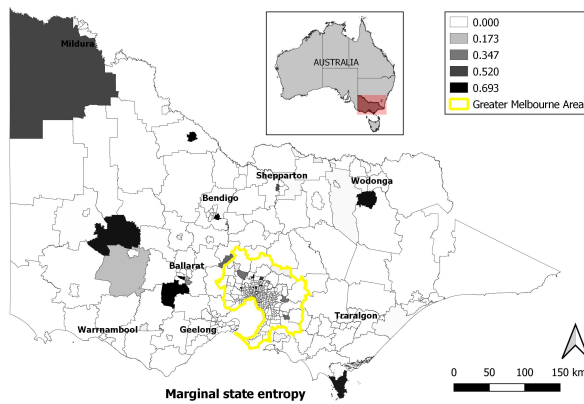 Mildura
AUSTRALIA
0.000
0.173
0.347
0.520
0.693
Greater Melbourne Area
Shepparton
Wodonga
Bendigo
Ballarat
Warrnambool
Geelong
Traralgon
Marginal state entropy
0 50 100 150 km